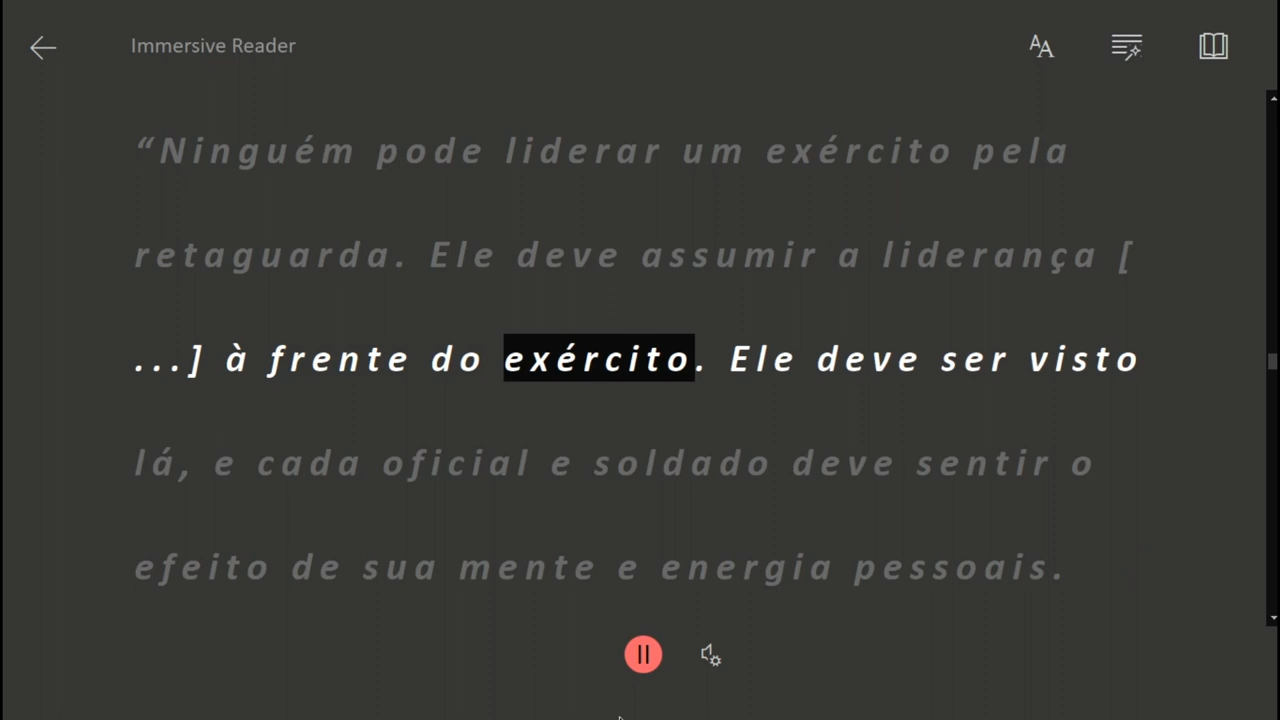 Immersive Reader
“Ninguém pode liderar um exército pela
retaguarda. Ele deve assumir a liderança [
...] à frente do exército. Ele deve ser visto
lá, e cada oficial e soldado deve sentir o
efeito de sua mente e energia pessoais.